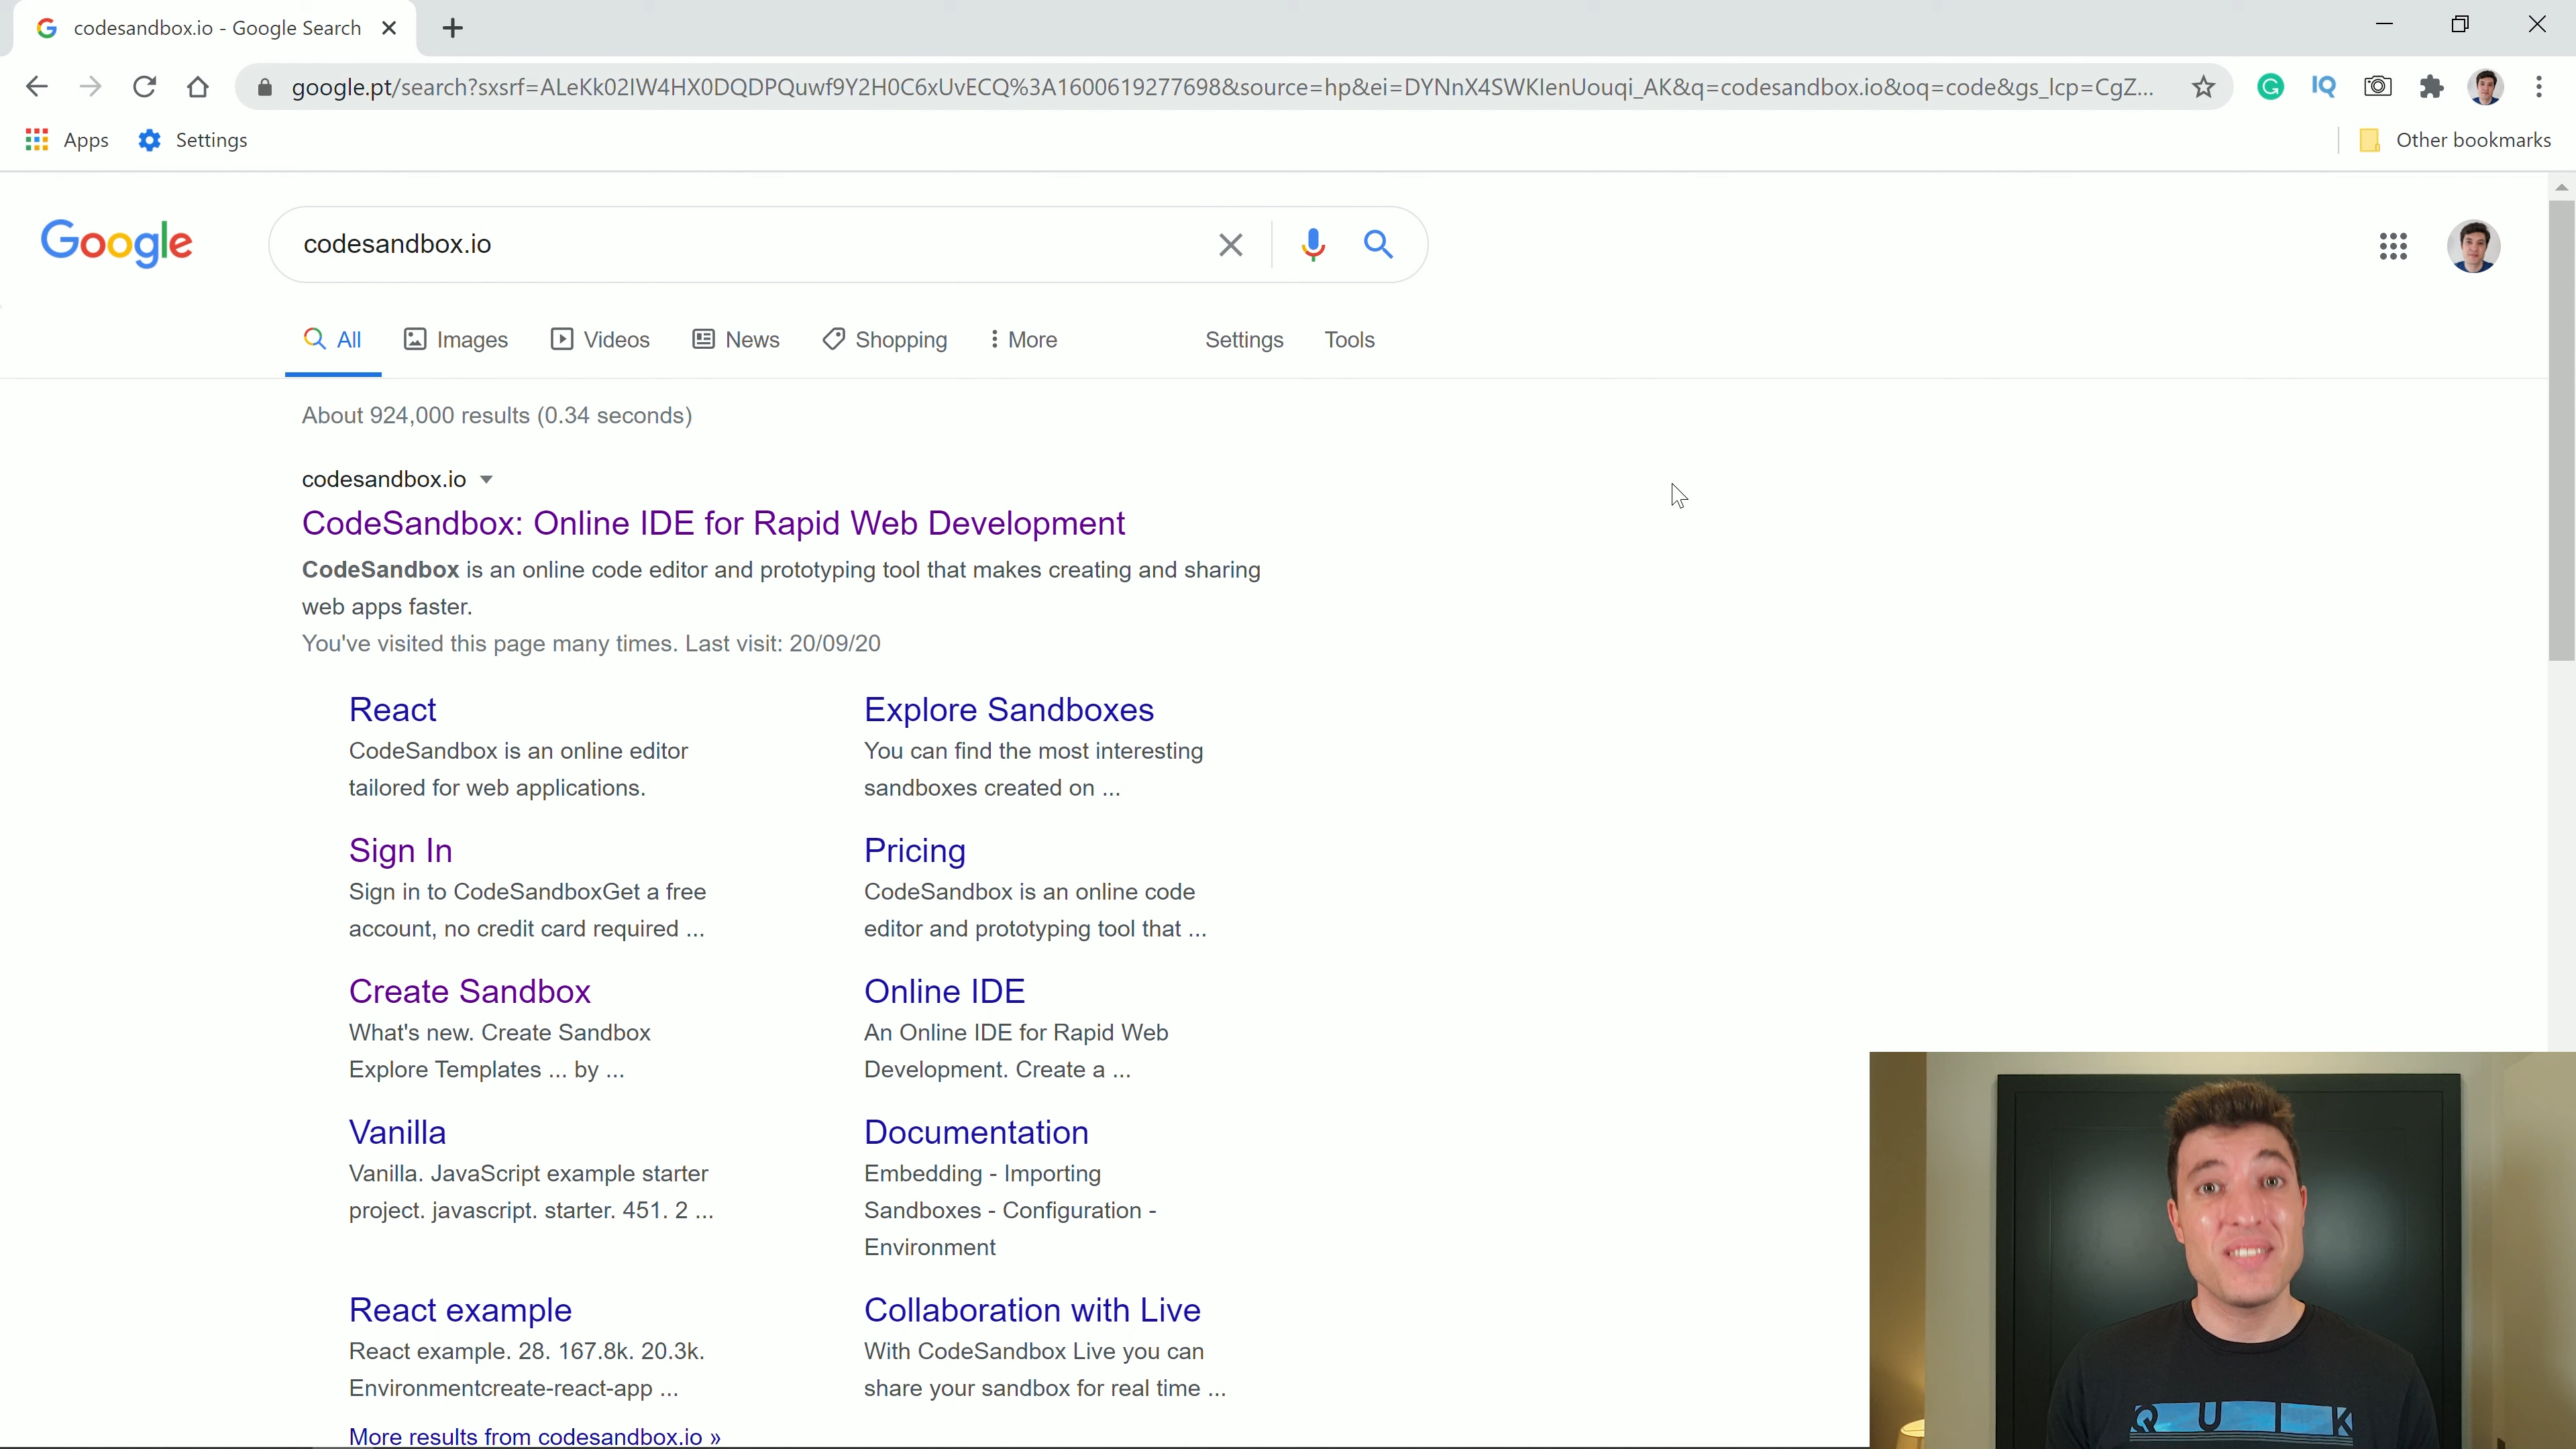 codesandbox.io - Google Search
google.pt/search?sxsrf=ALeKk02IW4HX0DQDPQuwf9Y2H0C6xUvECQ%3A1600619277698&source=hp&ei=DYNnX4SWKIenUouqi_AK&q=codesandbox.io&oq=code&gs_lcp=CgZ...
IQ
Apps
Settings
Other bookmarks
Google
codesandbox.io
All
Images
Videos
News
Shopping
More
Settings
Tools
About 924,000 results (0.34 seconds)
codesandbox.io
CodeSandbox: Online IDE for Rapid Web Development
CodeSandbox is an online code editor and prototyping tool that makes creating and sharing
web apps faster.
You've visited this page many times. Last visit: 20/09/20
React
CodeSandbox is an online editor
tailored for web applications.
Explore Sandboxes
You can find the most interesting
sandboxes created on ...
Sign In
Sign in to CodeSandboxGet a free
account, no credit card required ...
Pricing
CodeSandbox is an online code
editor and prototyping tool that ...
Create Sandbox
What's new. Create Sandbox
Explore Templates ... by ...
Online IDE
An Online IDE for Rapid Web
Development. Create a ...
Vanilla
Vanilla. JavaScript example starter
project. javascript. starter. 451. 2 ...
Documentation
Embedding - Importing
Sandboxes - Configuration -
Environment
React example
React example. 28. 167.8k. 20.3k.
Environmentcreate-react-app ...
Collaboration with Live
With CodeSandbox Live you can
share your sandbox for real time ...
More results from codesandbox.io »
QUIK